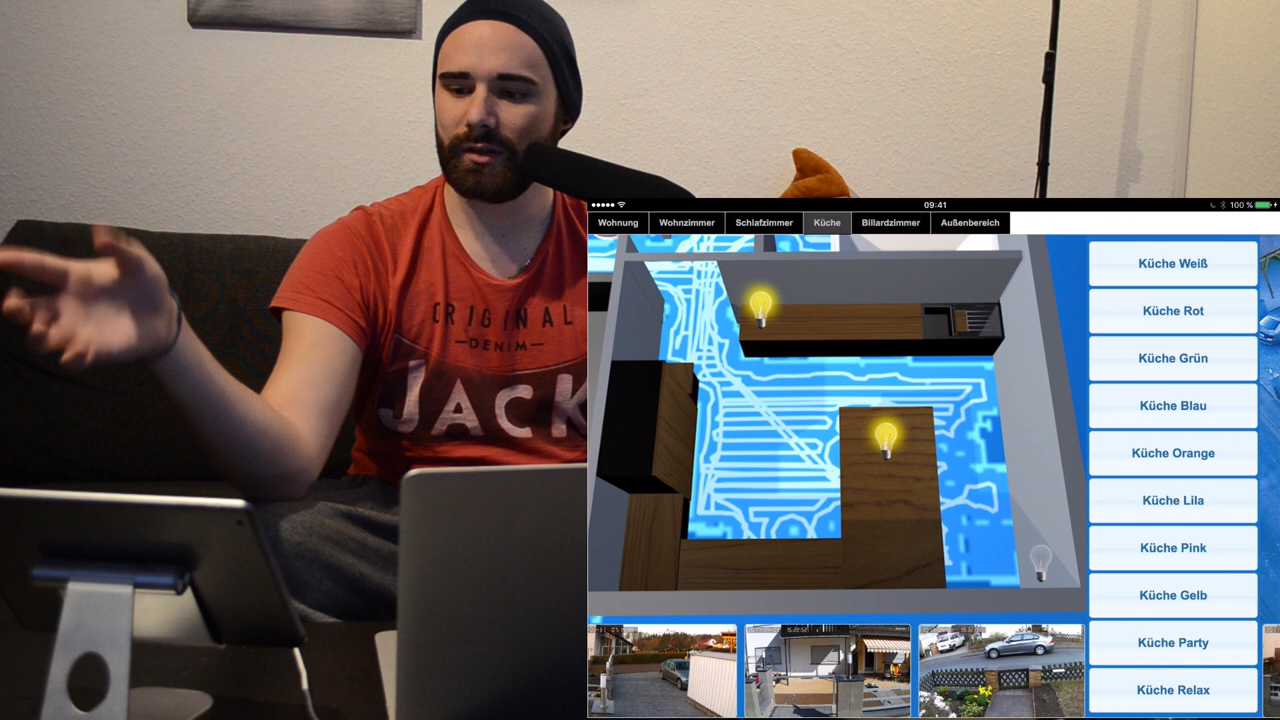 ORIGINAL
DENIM
JACK
09:41
100 %
Wohnung
Wohnzimmer
Schlafzimmer
Küche
Billardzimmer
Außenbereich
Küche Weiß
Küche Rot
Küche Grün
Küche Blau
Küche Orange
Küche Lila
Küche Pink
Küche Gelb
Küche Party
Küche Relax